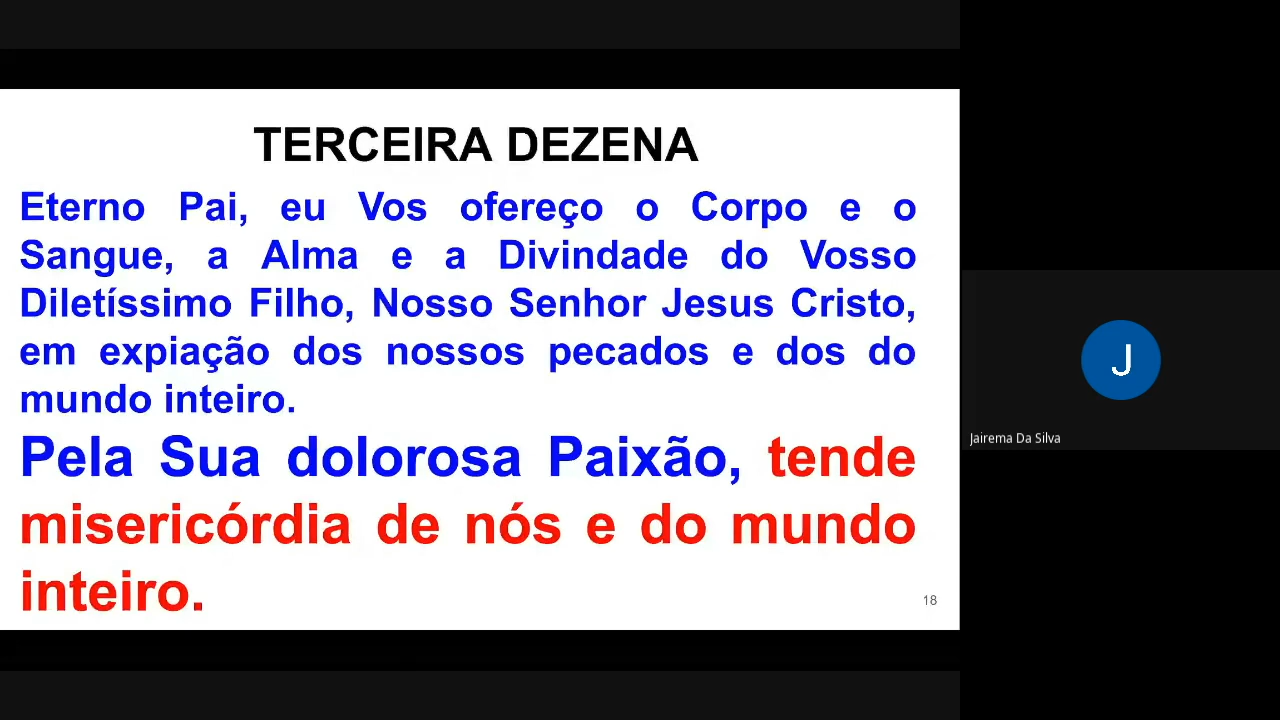 TERCEIRA DEZENA
Eterno Pai, eu Vos ofereço o Corpo e o
Sangue, a Alma e a Divindade do Vosso
Diletíssimo Filho, Nosso Senhor Jesus Cristo,
em expiação dos nossos pecados e dos do
mundo inteiro.
Pela Sua dolorosa Paixão, tende
misericórdia de nós e do mundo
inteiro.
18
J
Jairema Da Silva